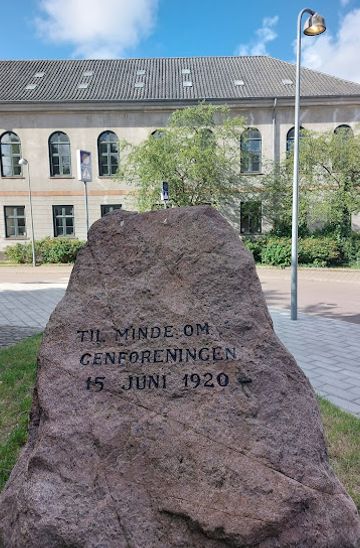 TIL MINDE OM
GENFORENINGEN
15 JUNI 1920